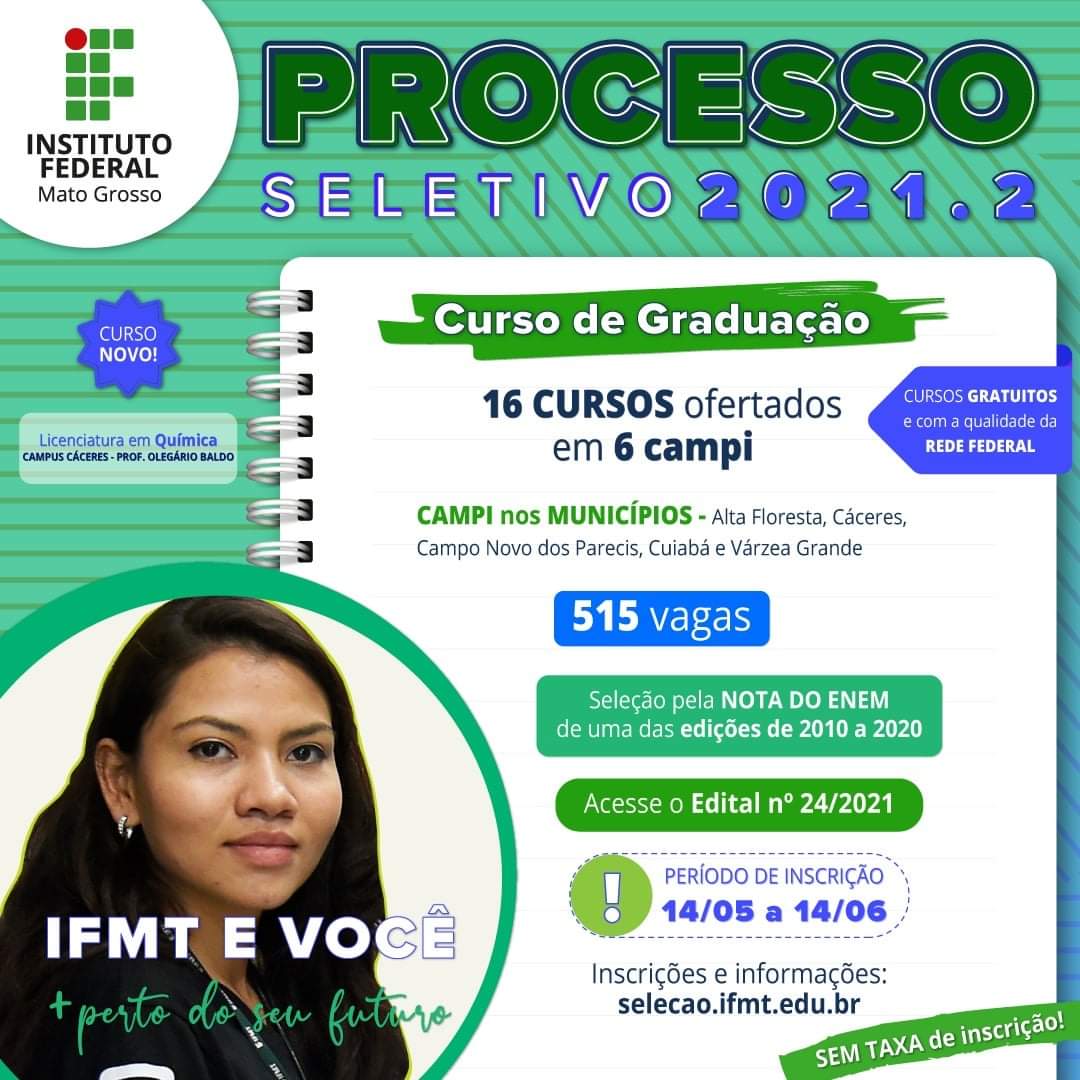 INSTITUTO
FEDERAL
Mato Grosso
PROCESSO
SELETIVO 2021.2
CURSO
NOVO!
Licenciatura em Química
CAMPUS CÁCERES - PROF. OLEGÁRIO BALDO
Curso de Graduação
16 CURSOS ofertados
em 6 campi
CURSOS GRATUITOS
e com a qualidade da
REDE FEDERAL
CAMPI nos MUNICÍPIOS - Alta Floresta, Cáceres,
Campo Novo dos Parecis, Cuiabá e Várzea Grande
515 vagas
Seleção pela NOTA DO ENEM
de uma das edições de 2010 a 2020
Acesse o Edital nº 24/2021
! PERÍODO DE INSCRIÇÃO
14/05 a 14/06
Inscrições e informações:
selecao.ifmt.edu.br
SEM TAXA de inscrição!
IFMT E VOCÊ
+ perto do seu futuro